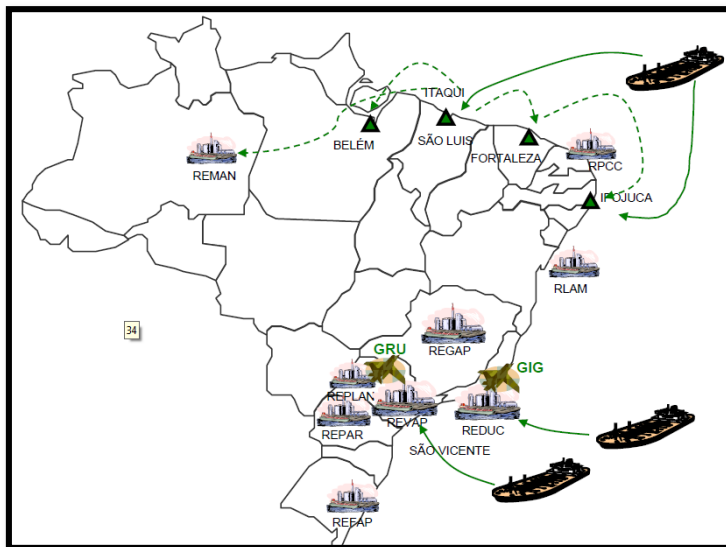 ITAQUI
BELÉM
SÃO LUIS
FORTALEZA
RPCC
REMAN
IPOJUCA
RLAM
34
REGAP
GRU
GIG
REPLAN
REVAP
REDUC
REPAR
SÃO VICENTE
REFAP